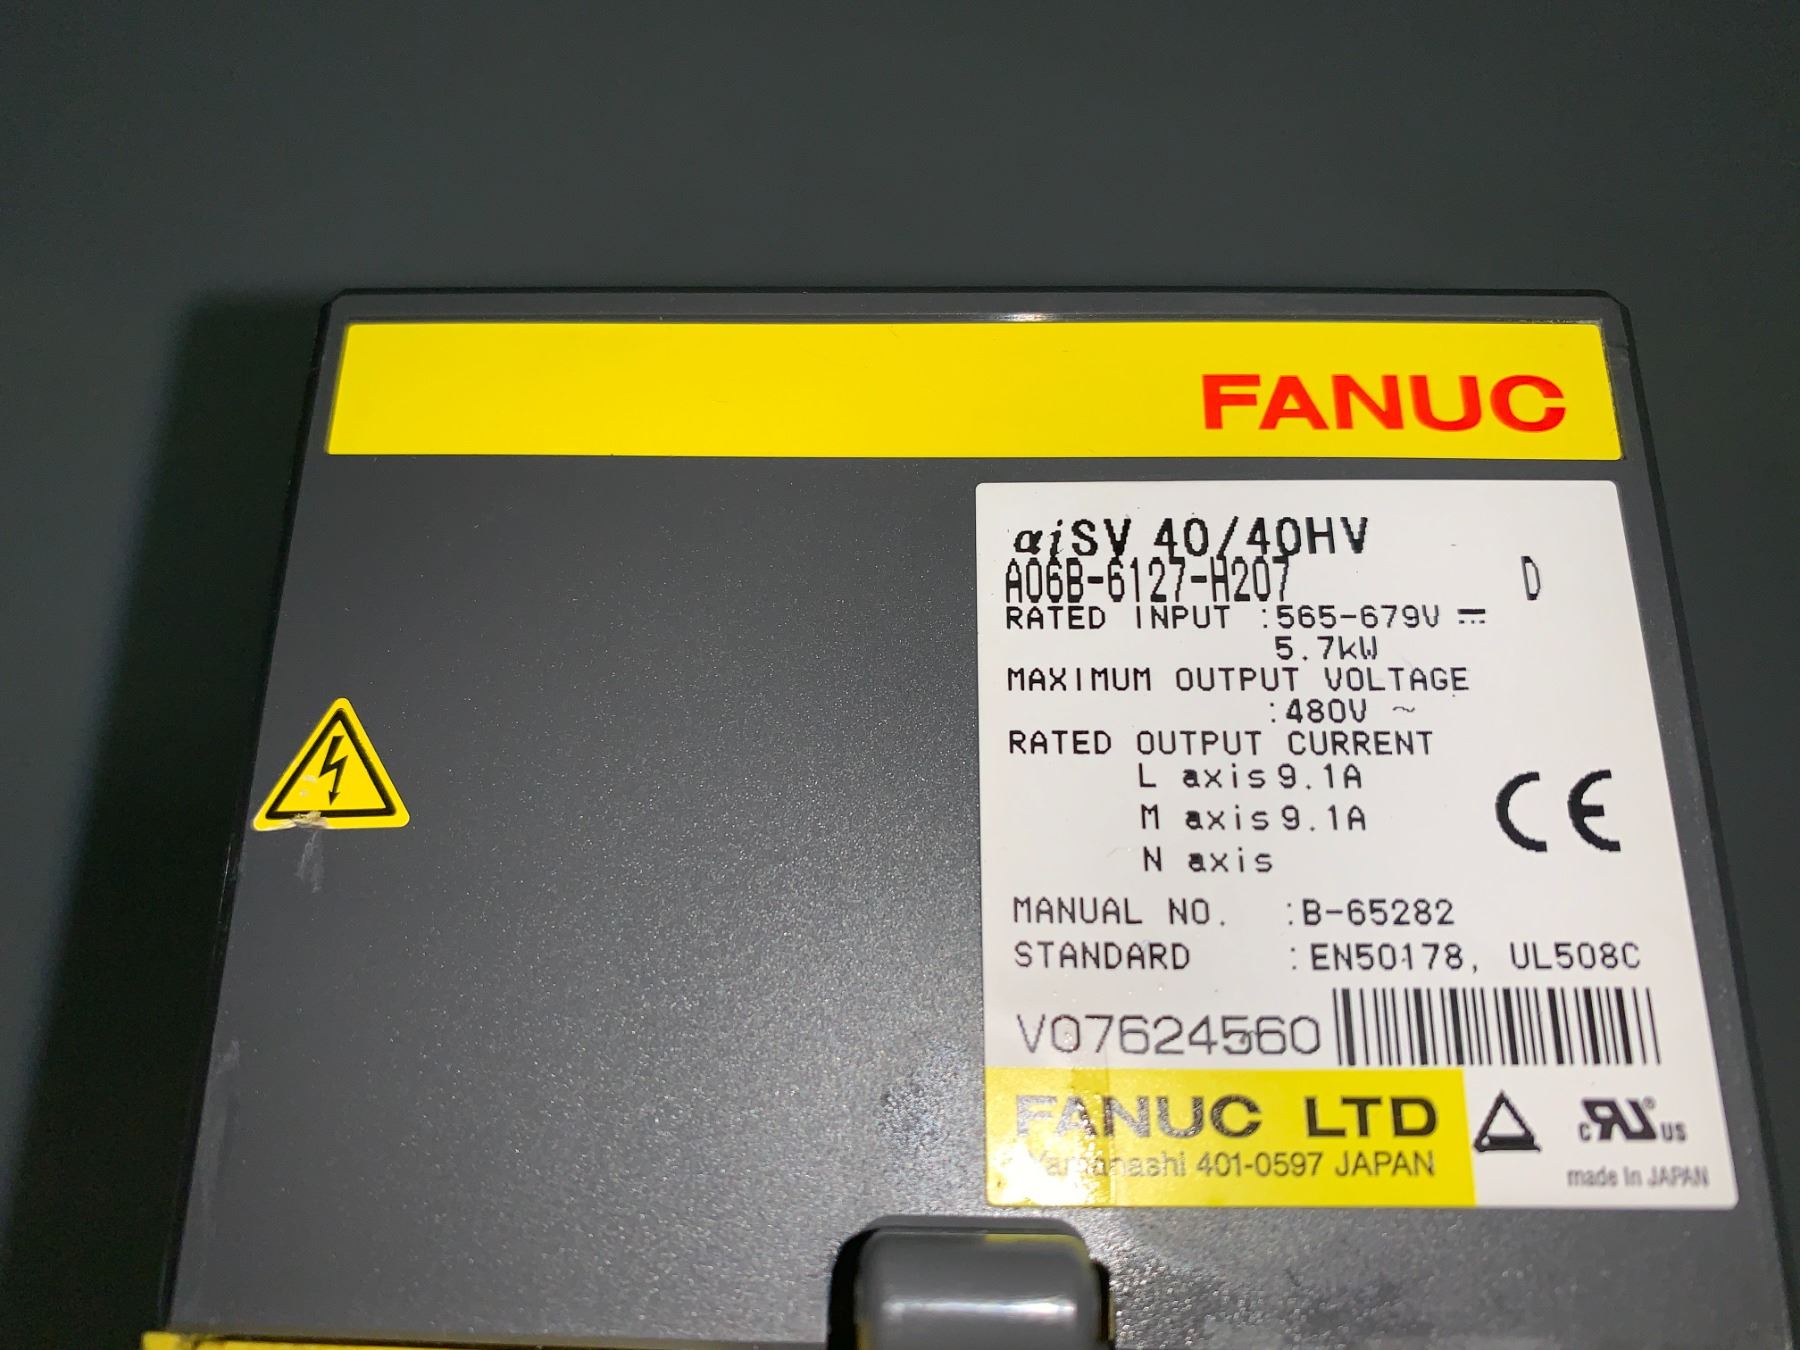 FANUC
αiSV 40/40HV
A06B-6127-H207 D
RATED INPUT :565-679V ⎓
5.7kW
MAXIMUM OUTPUT VOLTAGE
:480V ~
RATED OUTPUT CURRENT
L axis 9.1A
M axis 9.1A
N axis
CE
MANUAL NO. :B-65282
STANDARD :EN50178, UL508C
V07624560
FANUC LTD
Yamanashi 401-0597 JAPAN
c RU US
made in JAPAN